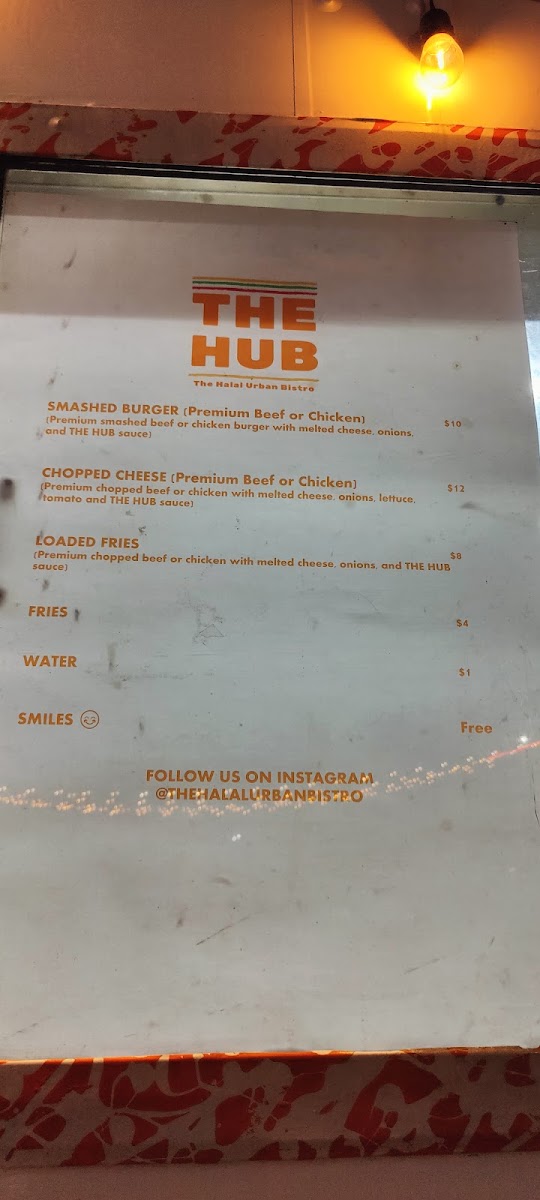 THE
HUB
The Halal Urban Bistro
SMASHED BURGER (Premium Beef or Chicken)
$10
(Premium smashed beef or chicken burger with melted cheese, onions,
and THE HUB sauce)
CHOPPED CHEESE (Premium Beef or Chicken)
$12
(Premium chopped beef or chicken with melted cheese, onions, lettuce,
tomato and THE HUB sauce)
LOADED FRIES
$8
(Premium chopped beef or chicken with melted cheese, onions, and THE HUB
sauce)
FRIES
$4
WATER
$1
SMILES 😊
Free
FOLLOW US ON INSTAGRAM
@THEHALALURBANBISTRO